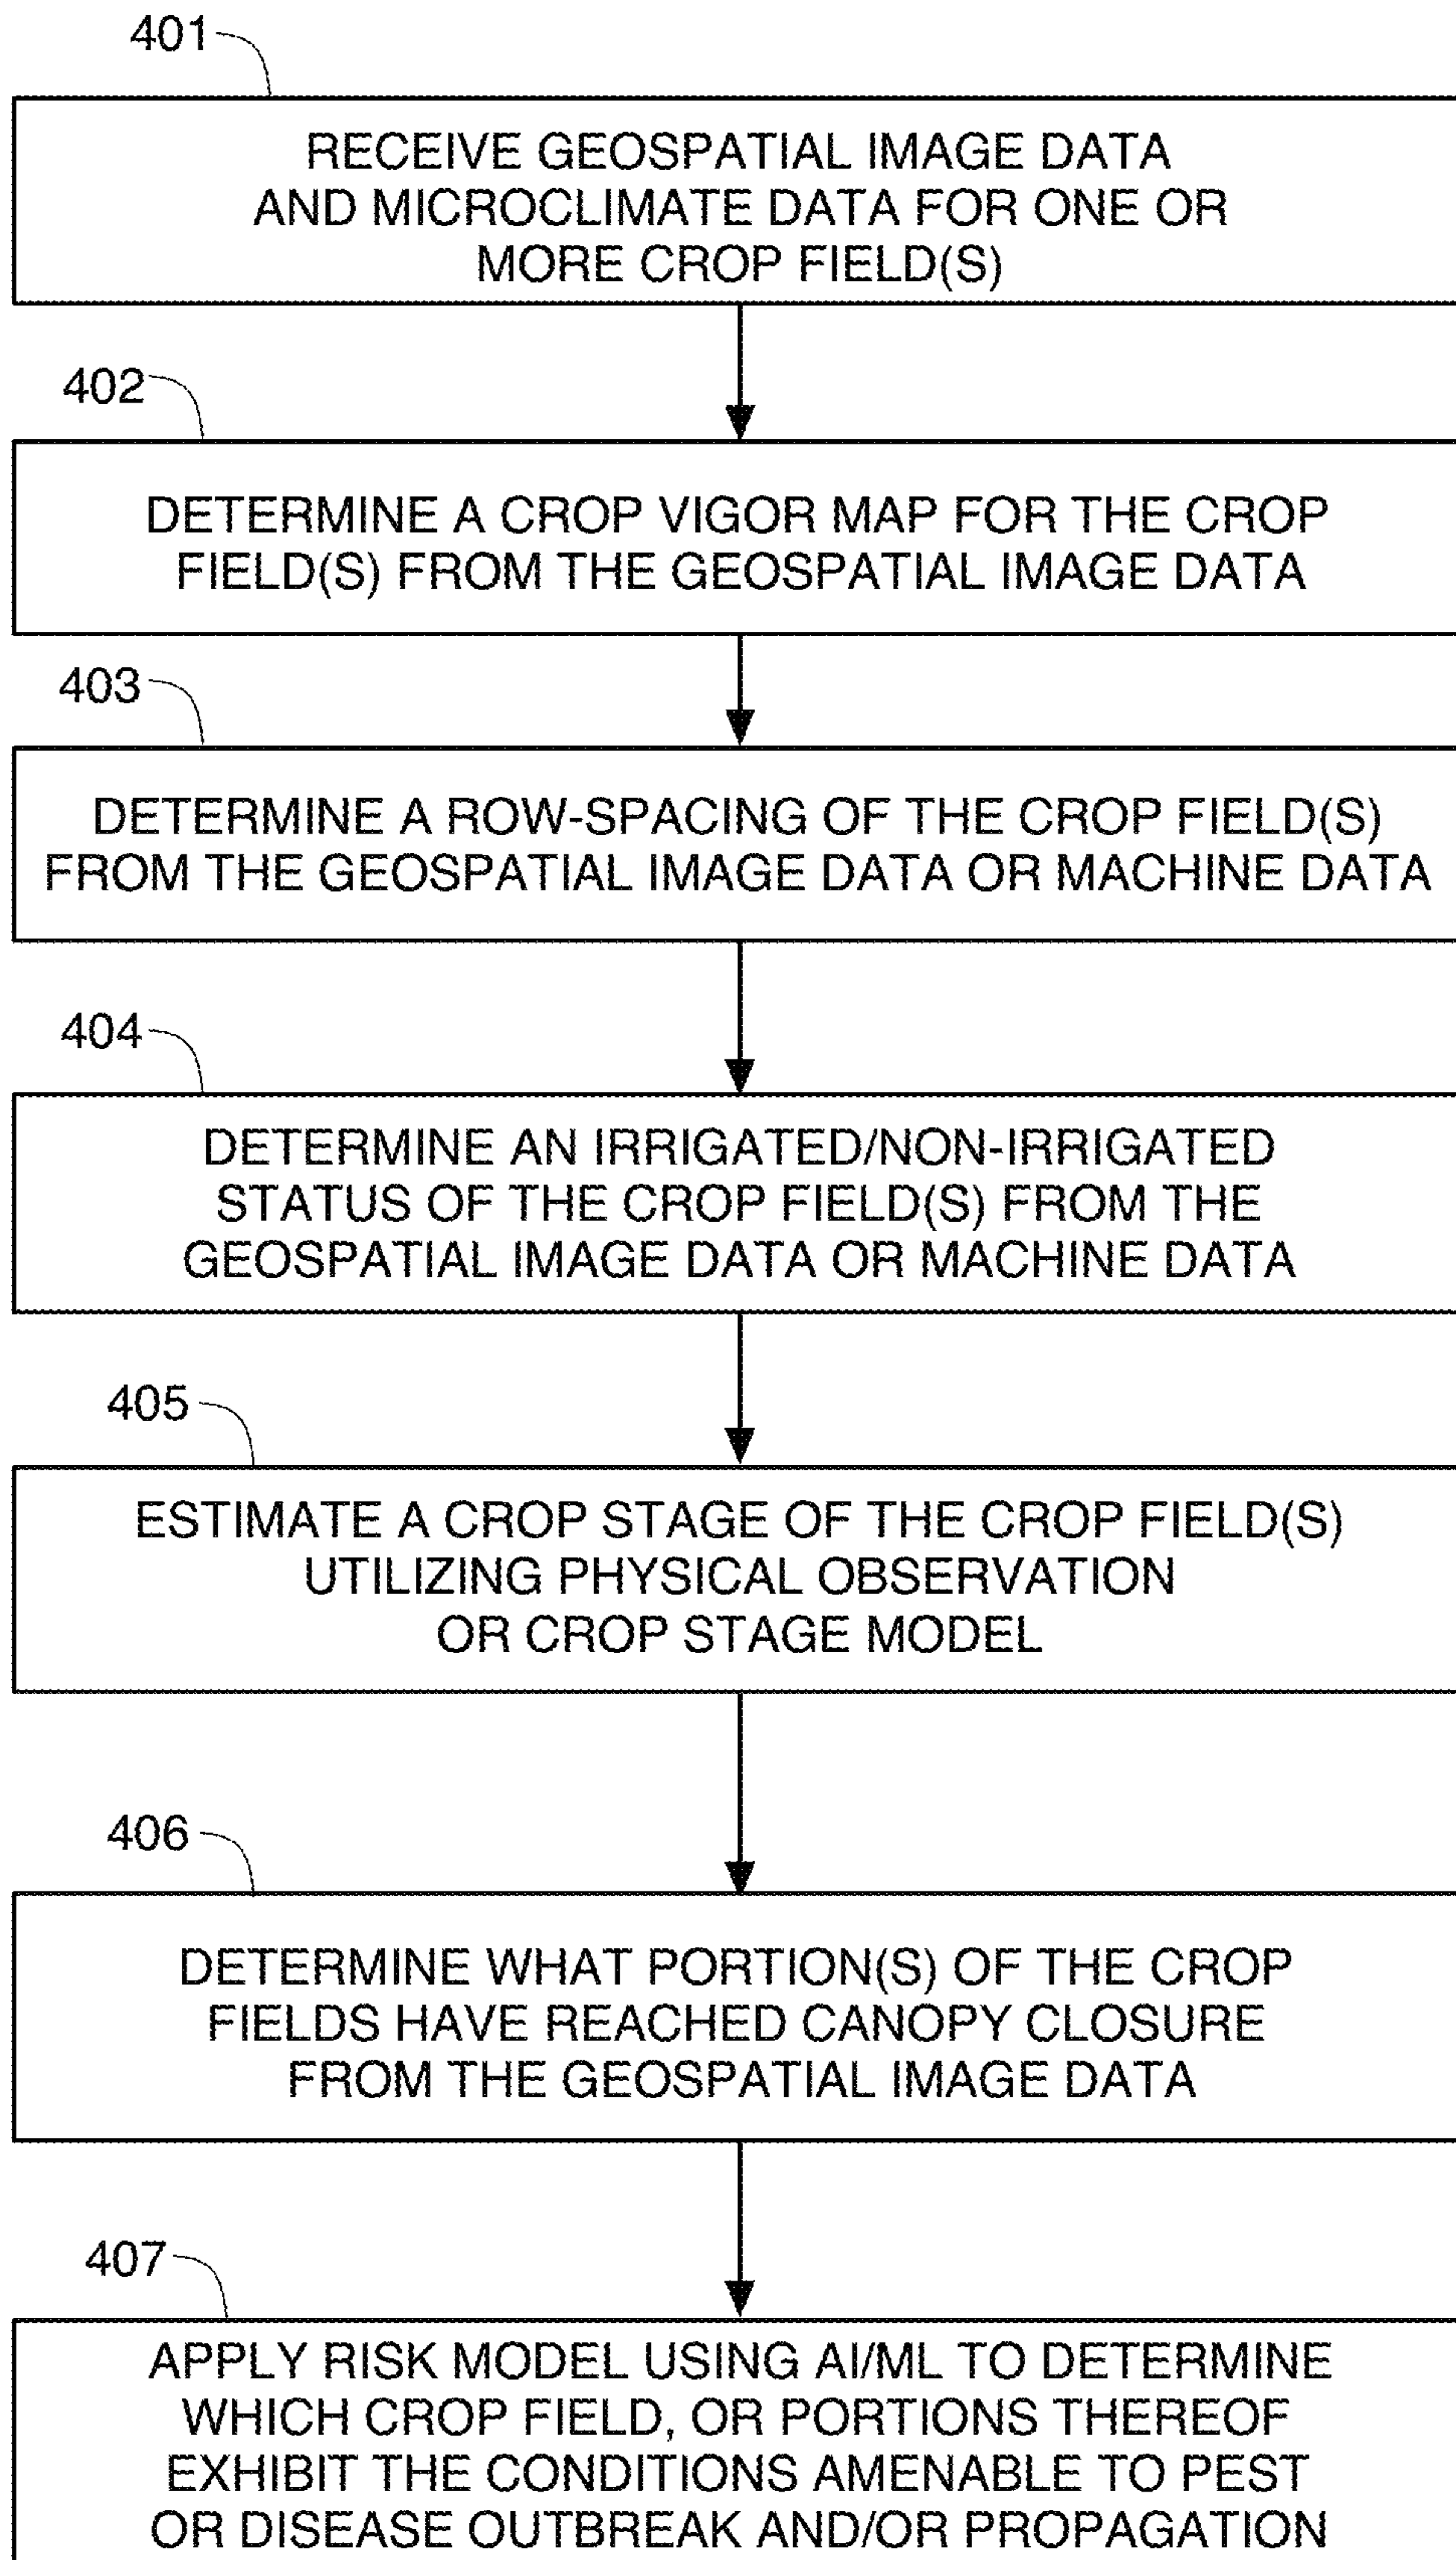 401
RECEIVE GEOSPATIAL IMAGE DATA
AND MICROCLIMATE DATA FOR ONE OR
MORE CROP FIELD(S)
402
DETERMINE A CROP VIGOR MAP FOR THE CROP
FIELD(S) FROM THE GEOSPATIAL IMAGE DATA
403
DETERMINE A ROW-SPACING OF THE CROP FIELD(S)
FROM THE GEOSPATIAL IMAGE DATA OR MACHINE DATA
404
DETERMINE AN IRRIGATED/NON-IRRIGATED
STATUS OF THE CROP FIELD(S) FROM THE
GEOSPATIAL IMAGE DATA OR MACHINE DATA
405
ESTIMATE A CROP STAGE OF THE CROP FIELD(S)
UTILIZING PHYSICAL OBSERVATION
OR CROP STAGE MODEL
406
DETERMINE WHAT PORTION(S) OF THE CROP
FIELDS HAVE REACHED CANOPY CLOSURE
FROM THE GEOSPATIAL IMAGE DATA
407
APPLY RISK MODEL USING AI/ML TO DETERMINE
WHICH CROP FIELD, OR PORTIONS THEREOF
EXHIBIT THE CONDITIONS AMENABLE TO PEST
OR DISEASE OUTBREAK AND/OR PROPAGATION